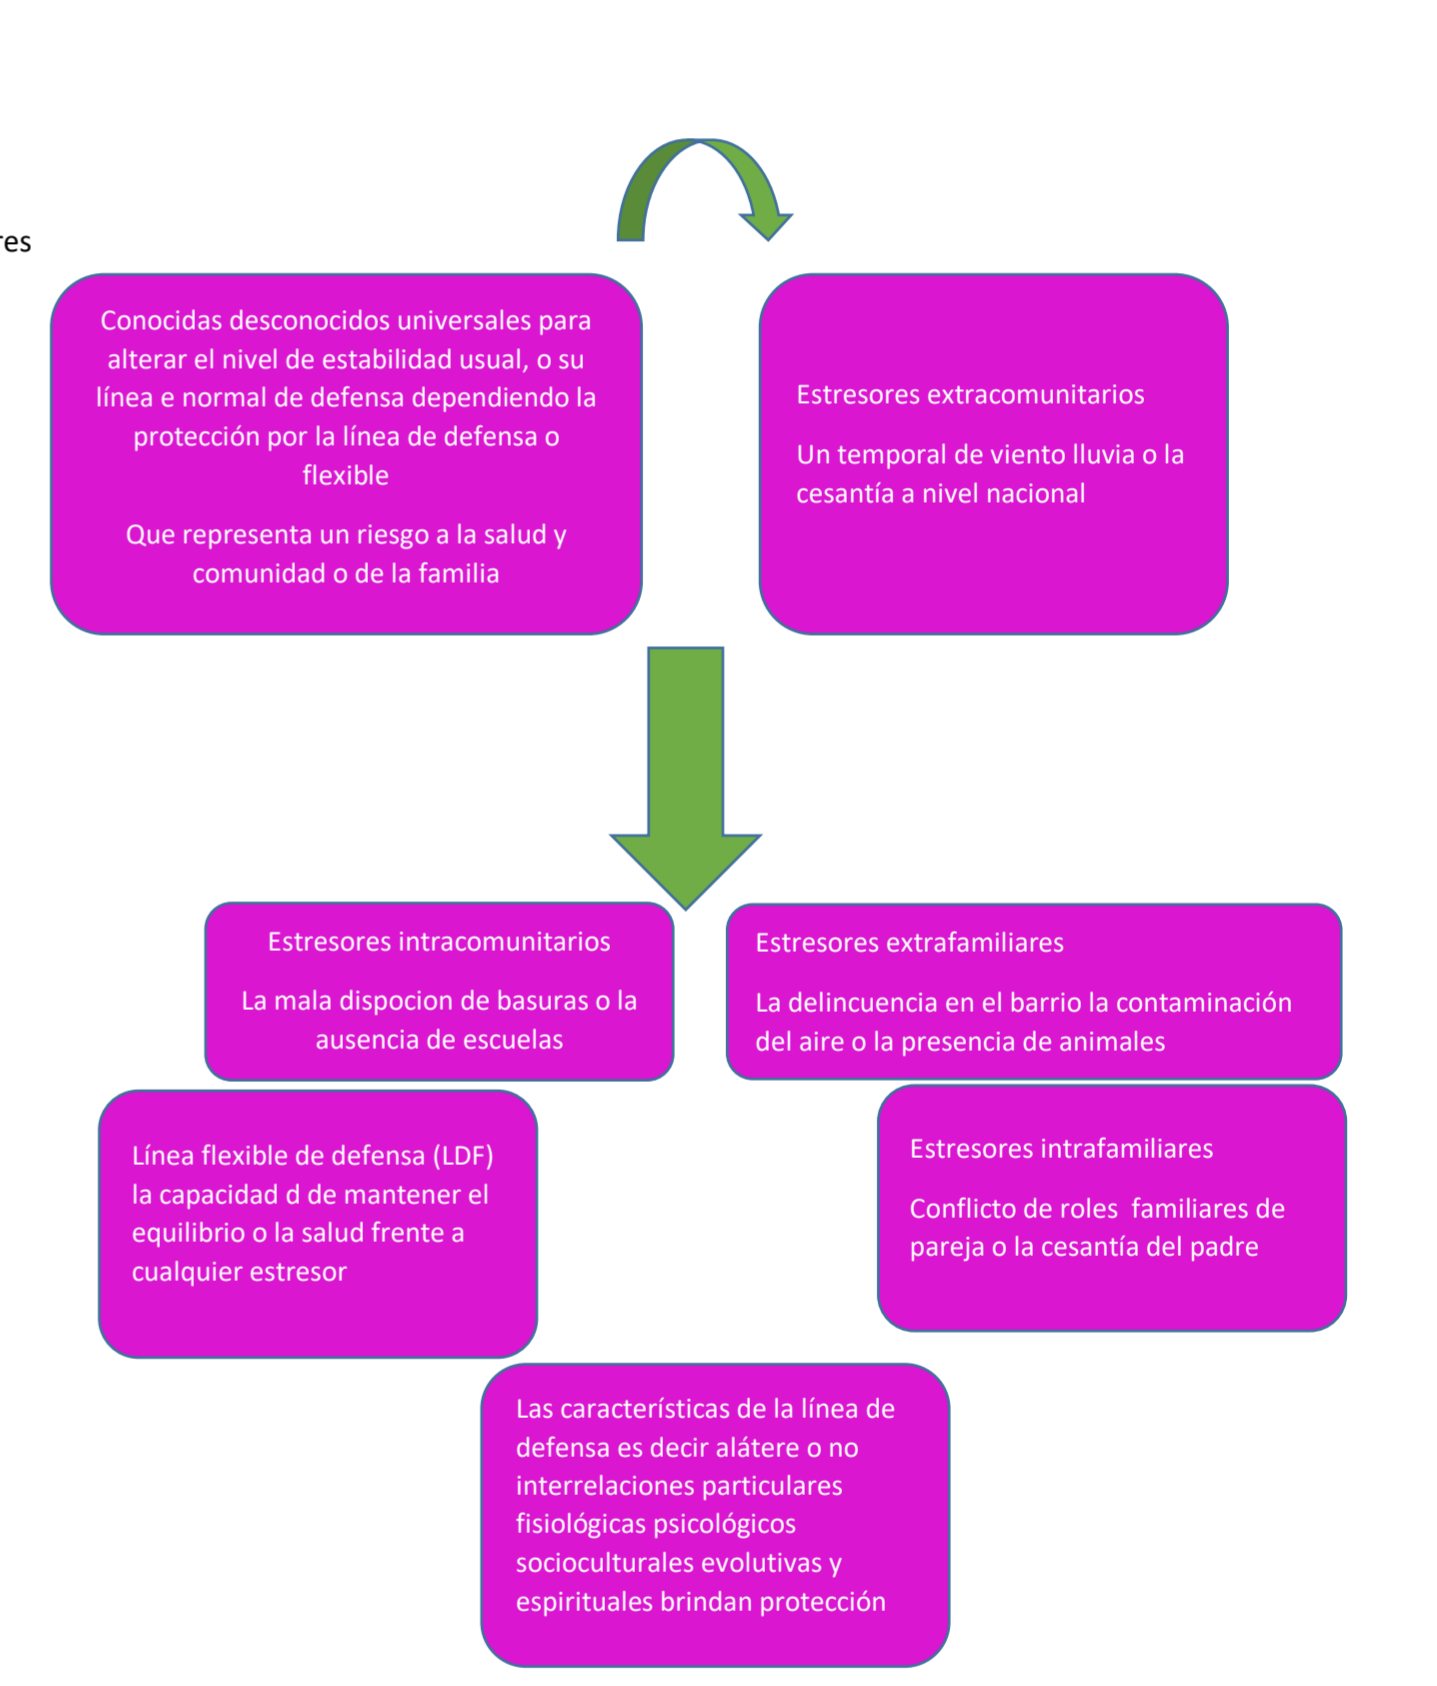 res
Conocidas desconocidos universales para
alterar el nivel de estabilidad usual, o su
línea e normal de defensa dependiendo la
protección por la línea de defensa o
flexible
Que representa un riesgo a la salud y
comunidad o de la familia
Estresores extracomunitarios
Un temporal de viento lluvia o la
cesantía a nivel nacional
Estresores intracomunitarios
La mala dispocion de basuras o la
ausencia de escuelas
Estresores extrafamiliares
La delincuencia en el barrio la contaminación
del aire o la presencia de animales
Línea flexible de defensa (LDF)
la capacidad d de mantener el
equilibrio o la salud frente a
cualquier estresor
Estresores intrafamiliares
Conflicto de roles  familiares de
pareja o la cesantía del padre
Las características de la línea de
defensa es decir alátere o no
interrelaciones particulares
fisiológicas psicológicos
socioculturales evolutivas y
espirituales brindan protección